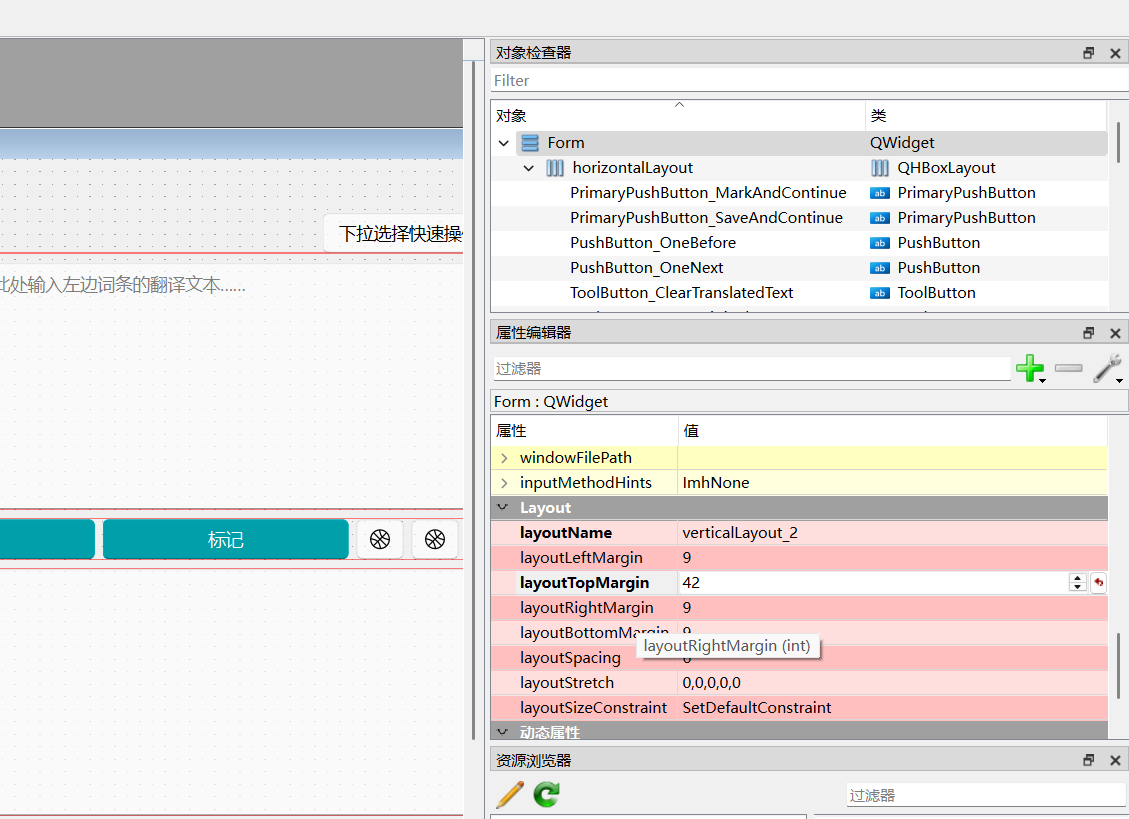 对象检查器
Filter
对象 类
Form QWidget
horizontalLayout QHBoxLayout
PrimaryPushButton_MarkAndContinue PrimaryPushButton
PrimaryPushButton_SaveAndContinue PrimaryPushButton
PushButton_OneBefore PushButton
PushButton_OneNext PushButton
ToolButton_ClearTranslatedText ToolButton
属性编辑器
过滤器
Form : QWidget
属性 值
windowFilePath
inputMethodHints ImhNone
Layout
layoutName verticalLayout_2
layoutLeftMargin 9
layoutTopMargin 42
layoutRightMargin 9
layoutBottomMargin 9
layoutRightMargin (int)
layoutSpacing 6
layoutStretch 0,0,0,0,0
layoutSizeConstraint SetDefaultConstraint
动态属性
资源浏览器
过滤器
下拉选择快速操
此处输入左边词条的翻译文本......
标记